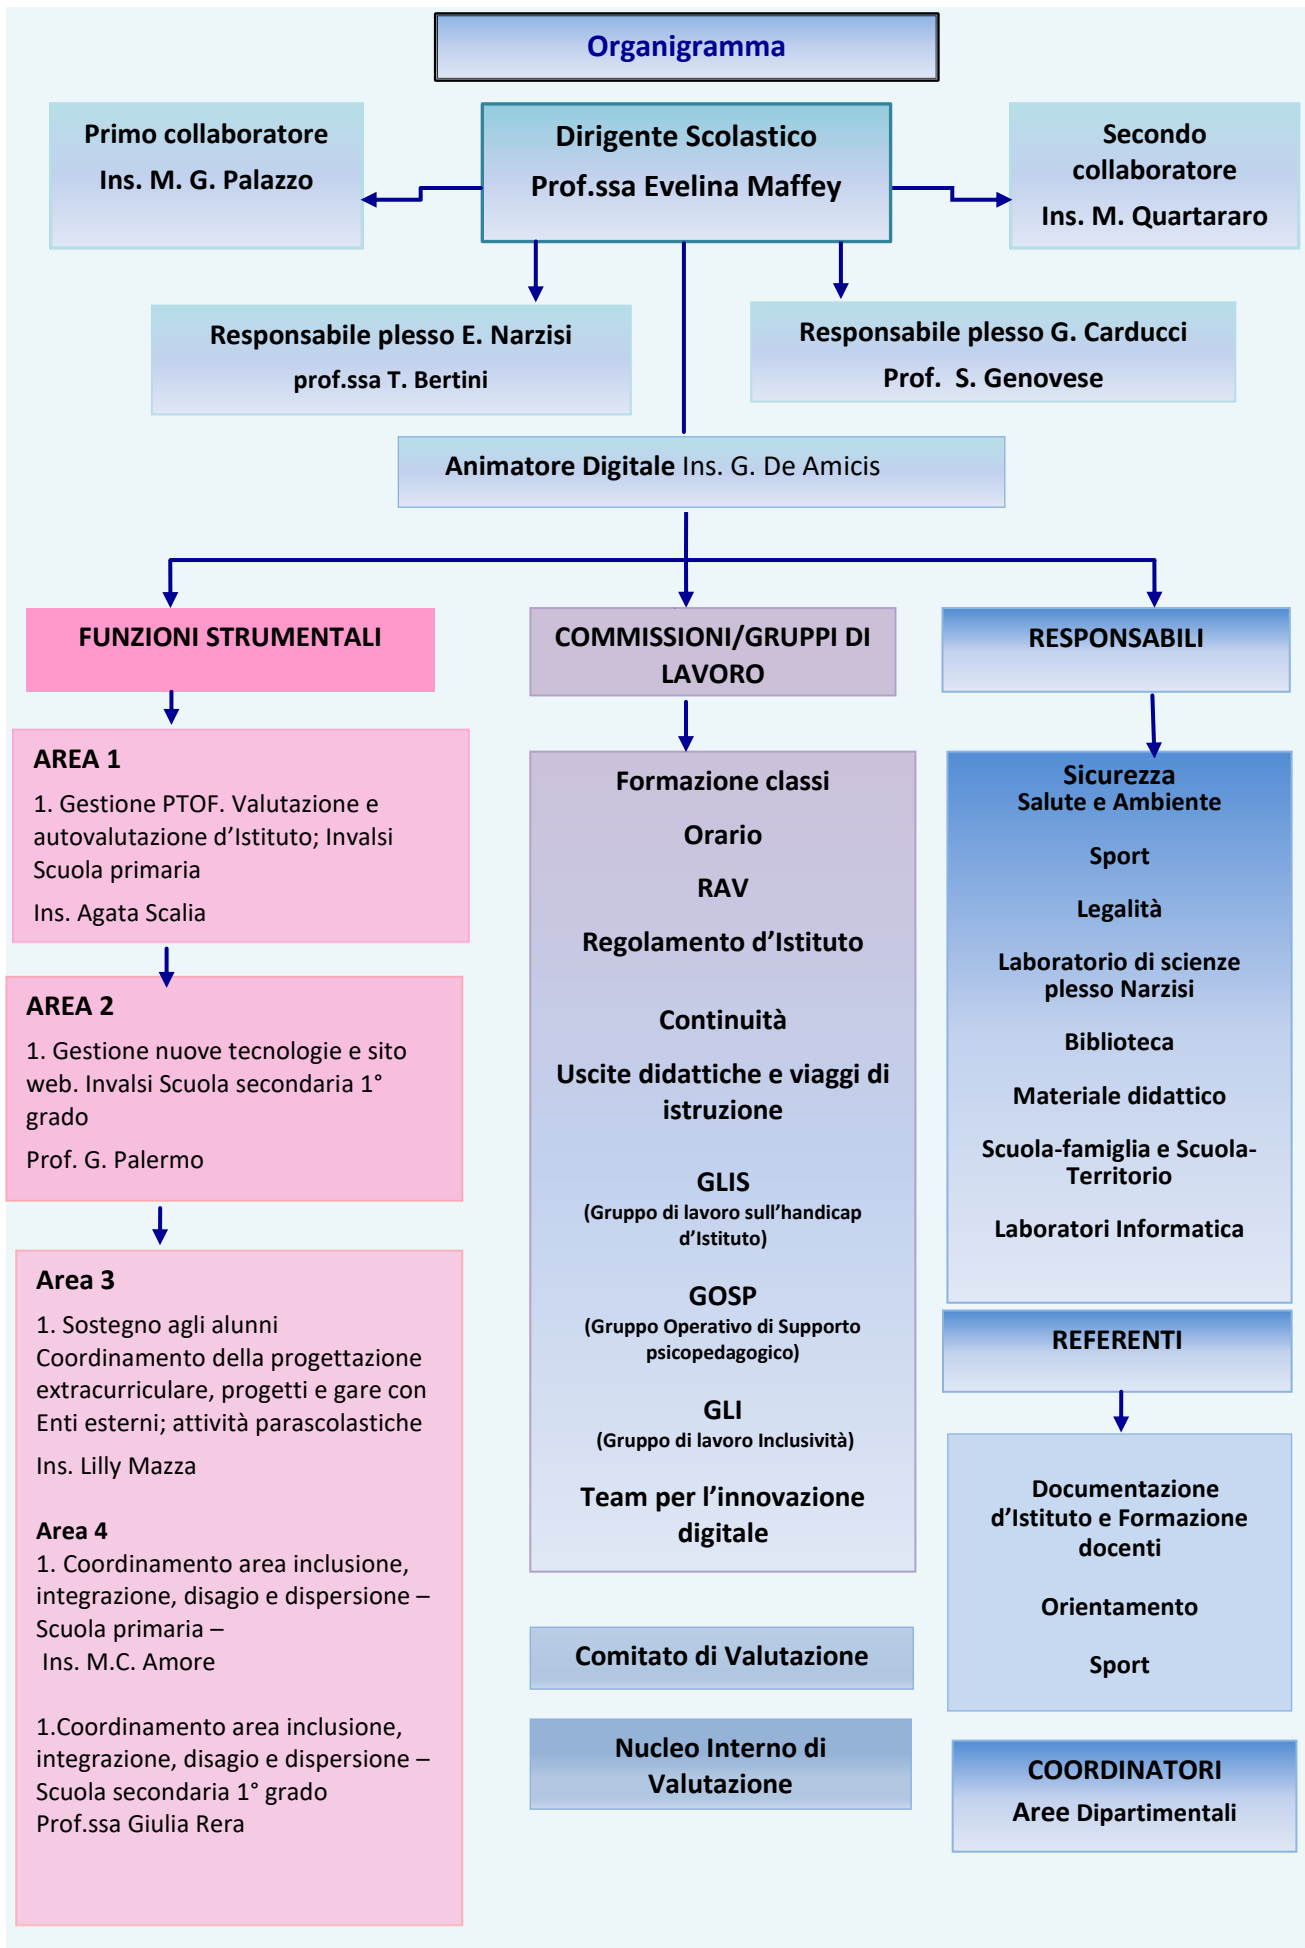 Organigramma
Primo collaboratore
Ins. M. G. Palazzo
Dirigente Scolastico
Prof.ssa Evelina Maffey
Secondo
collaboratore
Ins. M. Quartararo
Responsabile plesso E. Narzisi
prof.ssa T. Bertini
Responsabile plesso G. Carducci
Prof.  S. Genovese
Animatore Digitale Ins. G. De Amicis
FUNZIONI STRUMENTALI
AREA 1
1. Gestione PTOF. Valutazione e
autovalutazione d’Istituto; Invalsi
Scuola primaria
Ins. Agata Scalia
AREA 2
1. Gestione nuove tecnologie e sito
web. Invalsi Scuola secondaria 1°
grado
Prof. G. Palermo
Area 3
1. Sostegno agli alunni
Coordinamento della progettazione
extracurriculare, progetti e gare con
Enti esterni; attività parascolastiche
Ins. Lilly Mazza
Area 4
1. Coordinamento area inclusione,
integrazione, disagio e dispersione –
Scuola primaria –
Ins. M.C. Amore
1.Coordinamento area inclusione,
integrazione, disagio e dispersione –
Scuola secondaria 1° grado
Prof.ssa Giulia Rera
COMMISSIONI/GRUPPI DI
LAVORO
Formazione classi
Orario
RAV
Regolamento d’Istituto
Continuità
Uscite didattiche e viaggi di
istruzione
GLIS
(Gruppo di lavoro sull’handicap
d’Istituto)
GOSP
(Gruppo Operativo di Supporto
psicopedagogico)
GLI
(Gruppo di lavoro Inclusività)
Team per l’innovazione
digitale
Comitato di Valutazione
Nucleo Interno di
Valutazione
RESPONSABILI
Sicurezza
Salute e Ambiente
Sport
Legalità
Laboratorio di scienze
plesso Narzisi
Biblioteca
Materiale didattico
Scuola-famiglia e Scuola-
Territorio
Laboratori Informatica
REFERENTI
Documentazione
d’Istituto e Formazione
docenti
Orientamento
Sport
COORDINATORI
Aree Dipartimentali